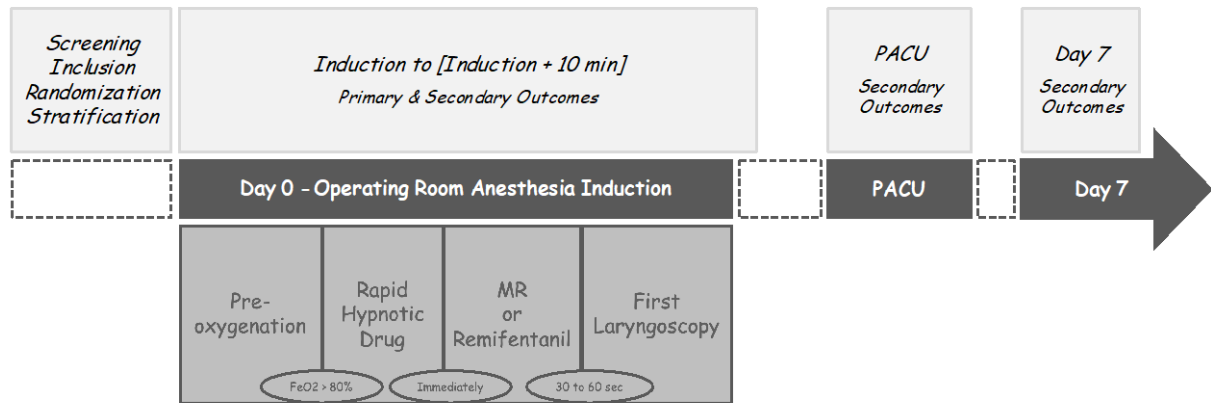 Screening
Inclusion
Randomization
Stratification
Induction to [Induction + 10 min]
Primary & Secondary Outcomes
PACU
Secondary
Outcomes
Day 7
Secondary
Outcomes
Day 0 - Operating Room Anesthesia Induction
PACU
Day 7
Pre-
oxygenation
Rapid
Hypnotic
Drug
MR
or
Remifentanil
First
Laryngoscopy
FeO2 > 80%
Immediately
30 to 60 sec